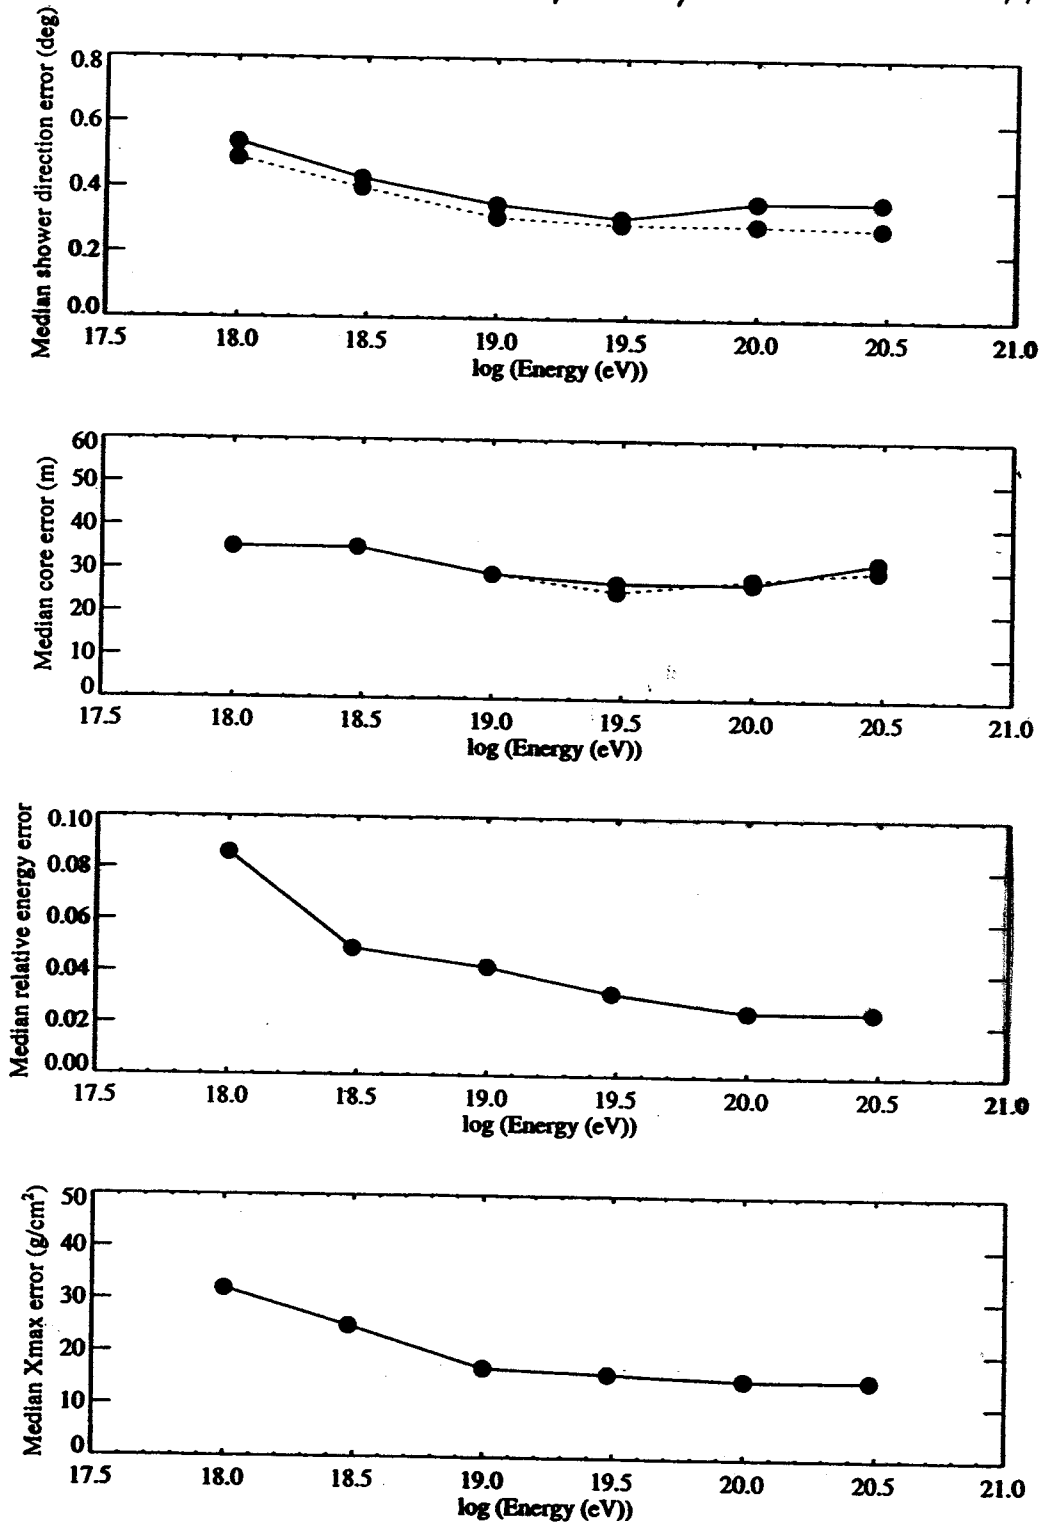 Median shower direction error (deg)
0.8
0.6
0.4
0.2
0.0
17.5 18.0 18.5 19.0 19.5 20.0 20.5 21.0
log (Energy (eV))
Median core error (m)
60
50
40
30
20
10
0
17.5 18.0 18.5 19.0 19.5 20.0 20.5 21.0
log (Energy (eV))
Median relative energy error
0.10
0.08
0.06
0.04
0.02
0.00
17.5 18.0 18.5 19.0 19.5 20.0 20.5 21.0
log (Energy (eV))
Median Xmax error (g/cm²)
50
40
30
20
10
0
17.5 18.0 18.5 19.0 19.5 20.0 20.5 21.0
log (Energy (eV))